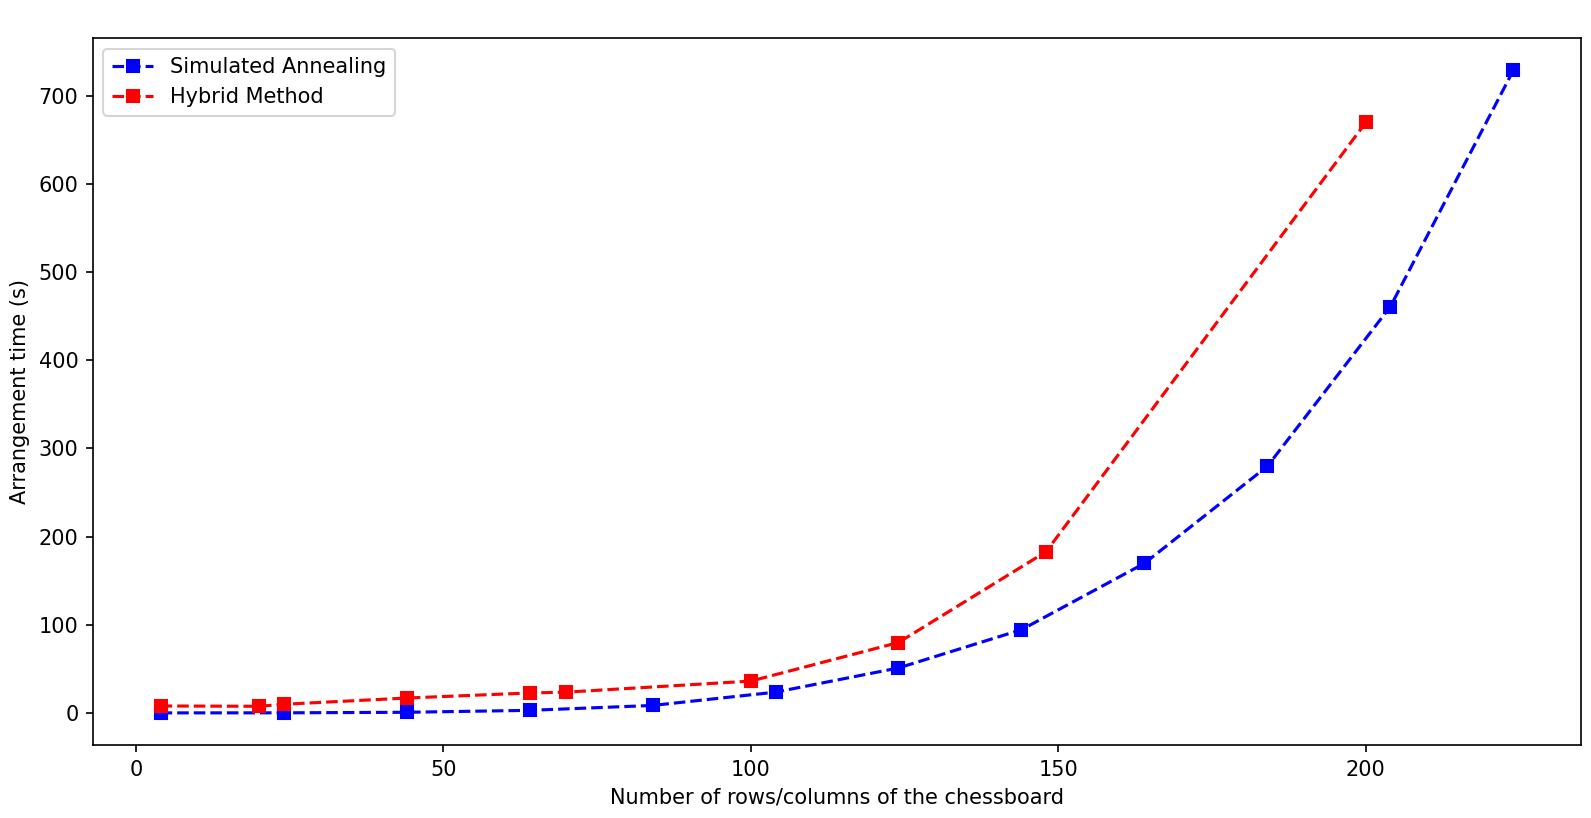 Simulated Annealing
Hybrid Method
700
600
500
400
300
200
100
0
Arrangement time (s)
0 50 100 150 200
Number of rows/columns of the chessboard